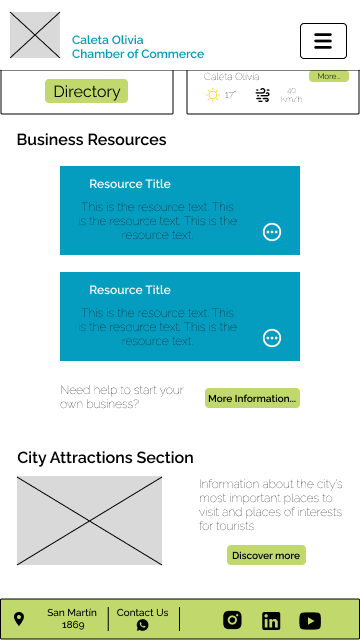 Caleta Olivia
Chamber of Commerce
Directory
Caleta Olivia
More...
17°
49
km/h
Business Resources
Resource Title
This is the resource text. This
is the resource text. This is the
resource text.
Resource Title
This is the resource text. This
is the resource text. This is the
resource text.
Need help to start your
own business?
More Information...
City Attractions Section
Information about the city's
most important places to
visit and places of interests
for tourists
Discover more
San Martín
1869
Contact Us